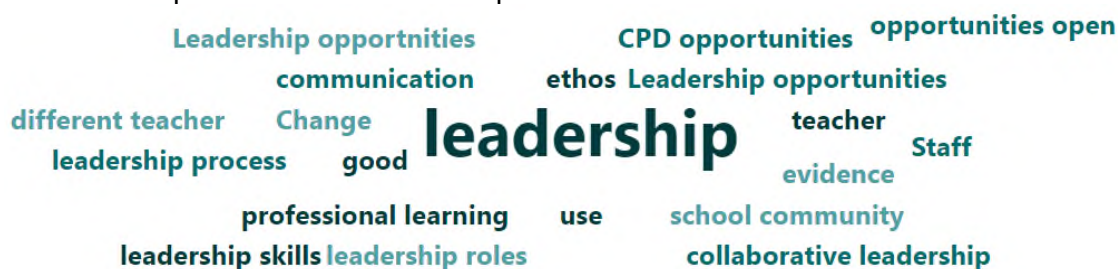 Leadership opportnities CPD opportunities opportunities open
communication ethos Leadership opportunities
different teacher Change leadership teacher
leadership process good Staff
evidence
professional learning use school community
leadership skills leadership roles collaborative leadership